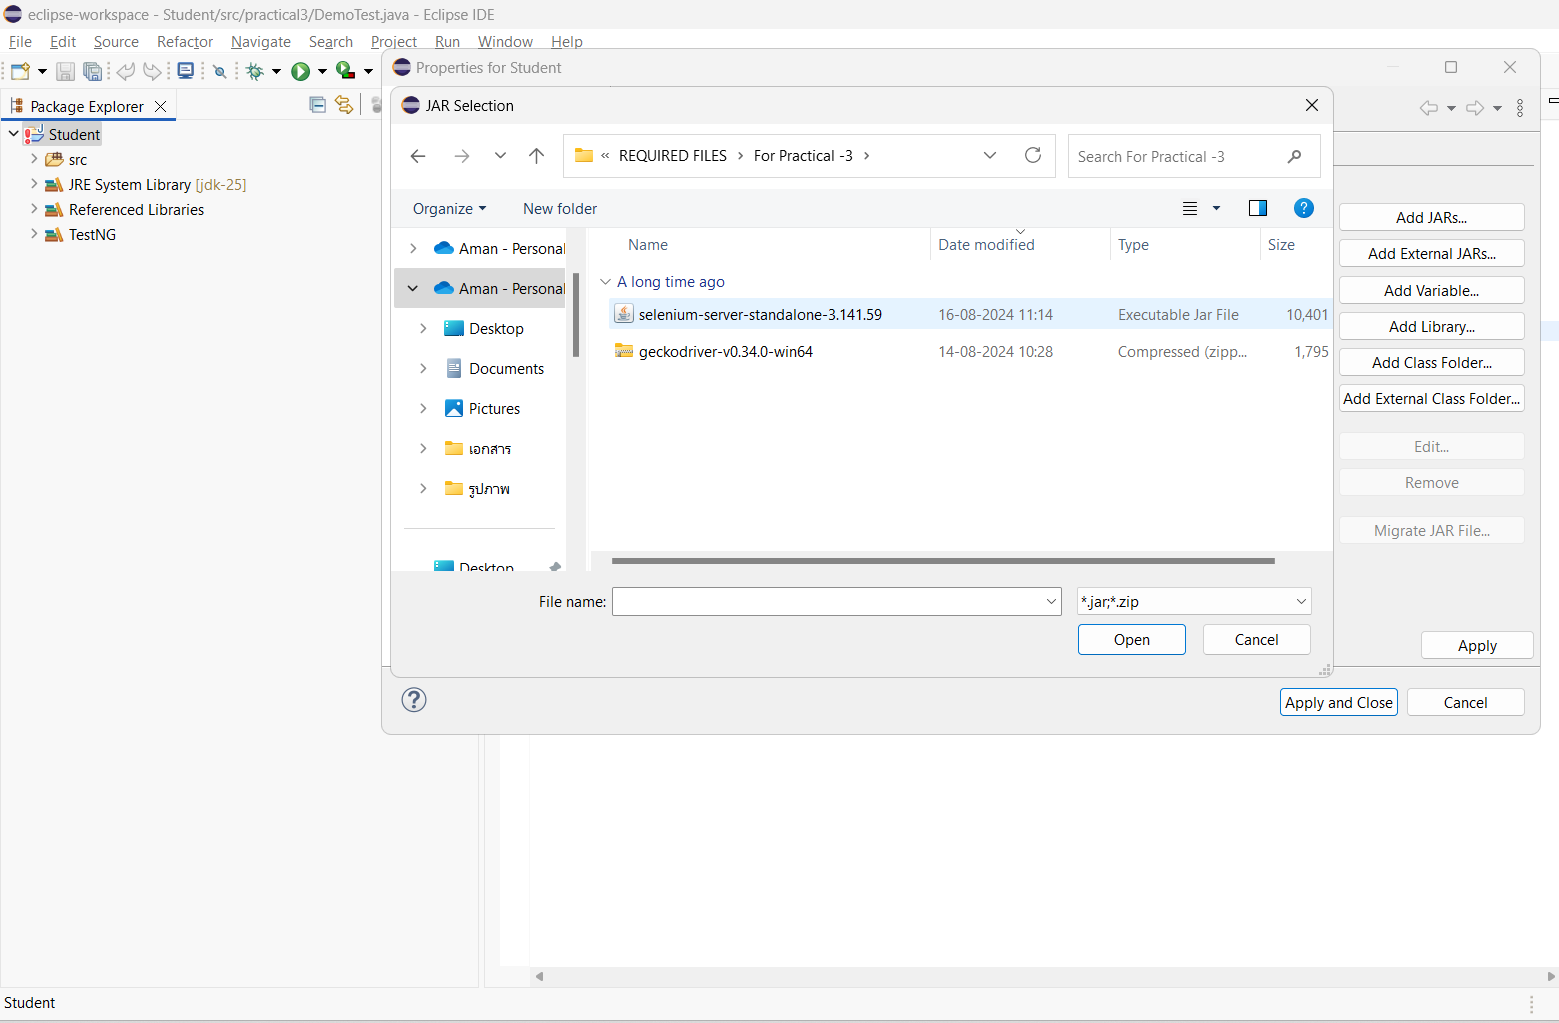 eclipse-workspace - Student/src/practical3/DemoTest.java - Eclipse IDE
File Edit Source Refactor Navigate Search Project Run Window Help
Properties for Student
Package Explorer
JAR Selection
Student
src
JRE System Library [jdk-25]
Referenced Libraries
TestNG
« REQUIRED FILES › For Practical -3 ›
Search For Practical -3
Organize New folder
Aman - Personal
Aman - Personal
Desktop
Documents
Pictures
เอกสาร
รูปภาพ
Desktop
Name Date modified Type Size
A long time ago
selenium-server-standalone-3.141.59 16-08-2024 11:14 Executable Jar File 10,401
geckodriver-v0.34.0-win64 14-08-2024 10:28 Compressed (zipp... 1,795
File name: *.jar;*.zip
Open Cancel
Add JARs...
Add External JARs...
Add Variable...
Add Library...
Add Class Folder...
Add External Class Folder...
Edit...
Remove
Migrate JAR File...
Apply
? Apply and Close Cancel
Student